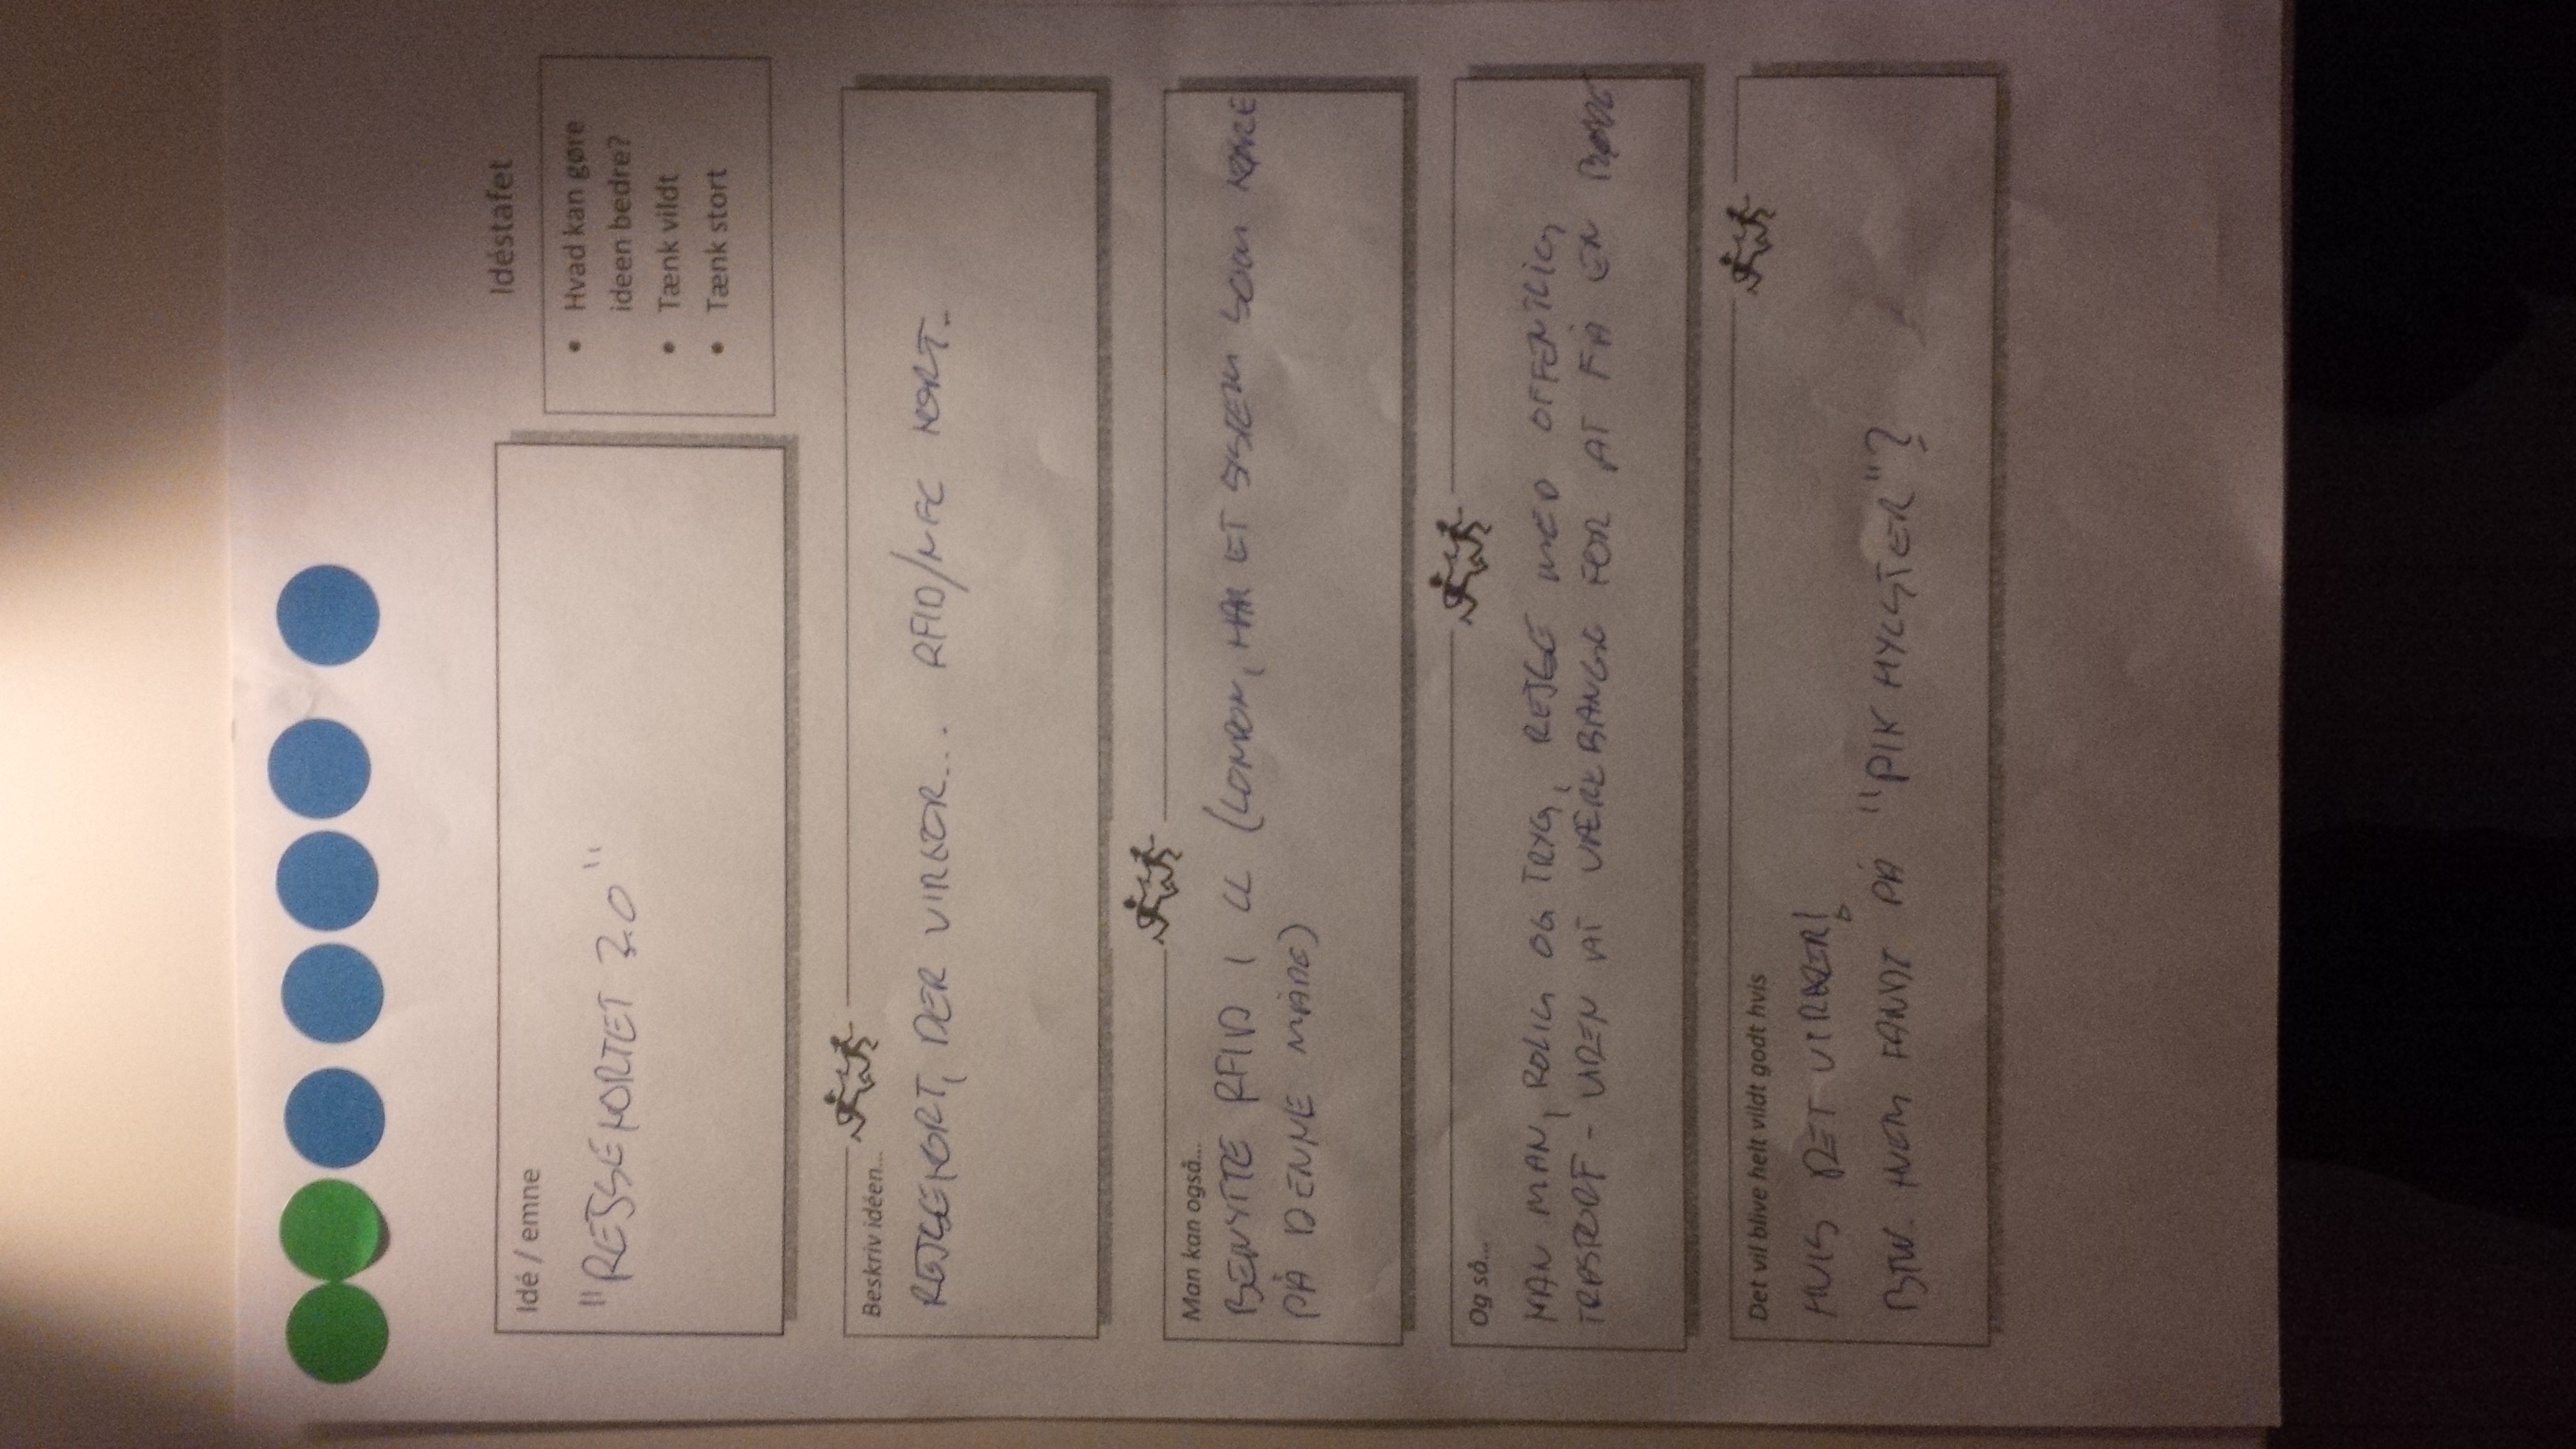 Idé / emne
"REJSEKORTET 2.0"
Idéstafet
• Hvad kan gøre
ideen bedre?
• Tænk vildt
• Tænk stort
Beskriv idéen...
REJSEKORT, DER VIRKER... RFID/NFC KORT.
Man kan også...
BENYTTE RFID I (LONDON, HAR ET SYSTEM SOM KØRE
PÅ DENNE MÅDE)
Og så...
KAN MAN, ROLIG OG TRYG, REJSE MED OFFENTLIG
TRASPORT - UDEN AT VÆRE BANGE FOR AT FÅ EN BØDE
Det vil blive helt vildt godt hvis
HVIS DET VIRKER!
BTW. HVEM FANDT PÅ "PIK HYLSTER"?